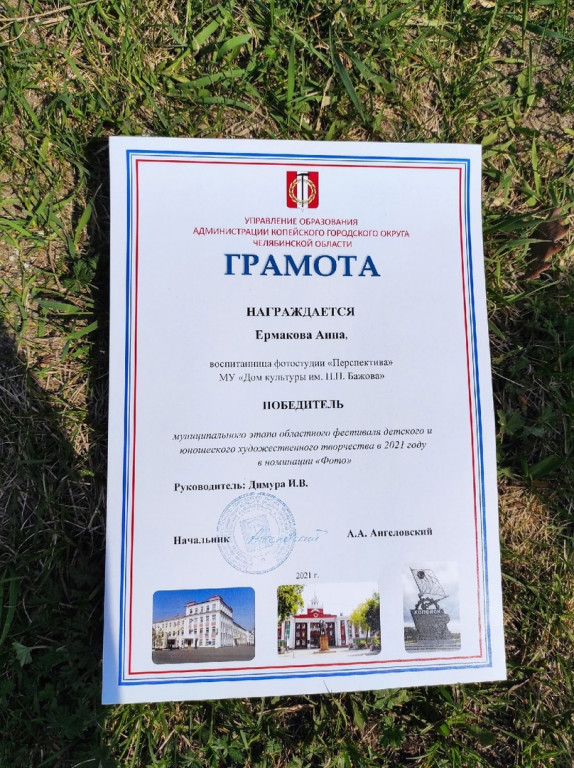 УПРАВЛЕНИЕ ОБРАЗОВАНИЯ
АДМИНИСТРАЦИИ КОПЕЙСКОГО ГОРОДСКОГО ОКРУГА
ЧЕЛЯБИНСКОЙ ОБЛАСТИ
ГРАМОТА
НАГРАЖДАЕТСЯ
Ермакова Анна,
воспитанница фотостудии «Перспектива»
МУ «Дом культуры им. П.П. Бажова»
ПОБЕДИТЕЛЬ
муниципального этапа областного фестиваля детского и
юношеского художественного творчества в 2021 году
в номинации «Фото»
Руководитель: Димура И.В.
Начальник А.А. Ангеловский
2021 г.
КОПЕЙСК